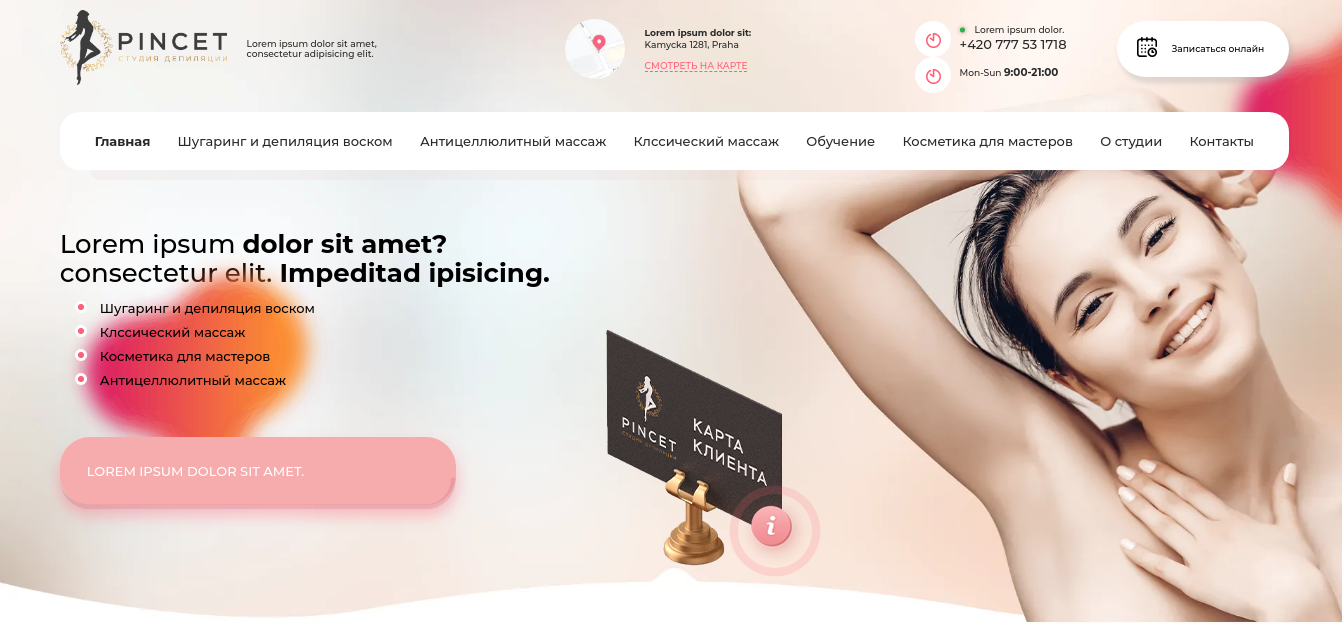 PINCET
СТУДИЯ ДЕПИЛЯЦИИ
Lorem ipsum dolor sit amet,
consectetur adipisicing elit.
Lorem ipsum dolor sit:
Kamycka 1281, Praha
СМОТРЕТЬ НА КАРТЕ
Lorem ipsum dolor.
+420 777 53 1718
Mon-Sun 9:00-21:00
Записаться онлайн
Главная Шугаринг и депиляция воском Антицеллюлитный массаж Клссический массаж Обучение Косметика для мастеров О студии Контакты
Lorem ipsum dolor sit amet?
consectetur elit. Impeditad ipisicing.
Шугаринг и депиляция воском
Клссический массаж
Косметика для мастеров
Антицеллюлитный массаж
LOREM IPSUM DOLOR SIT AMET.
PINCET
СТУДИЯ ДЕПИЛЯЦИИ
КАРТА
КЛИЕНТА
i